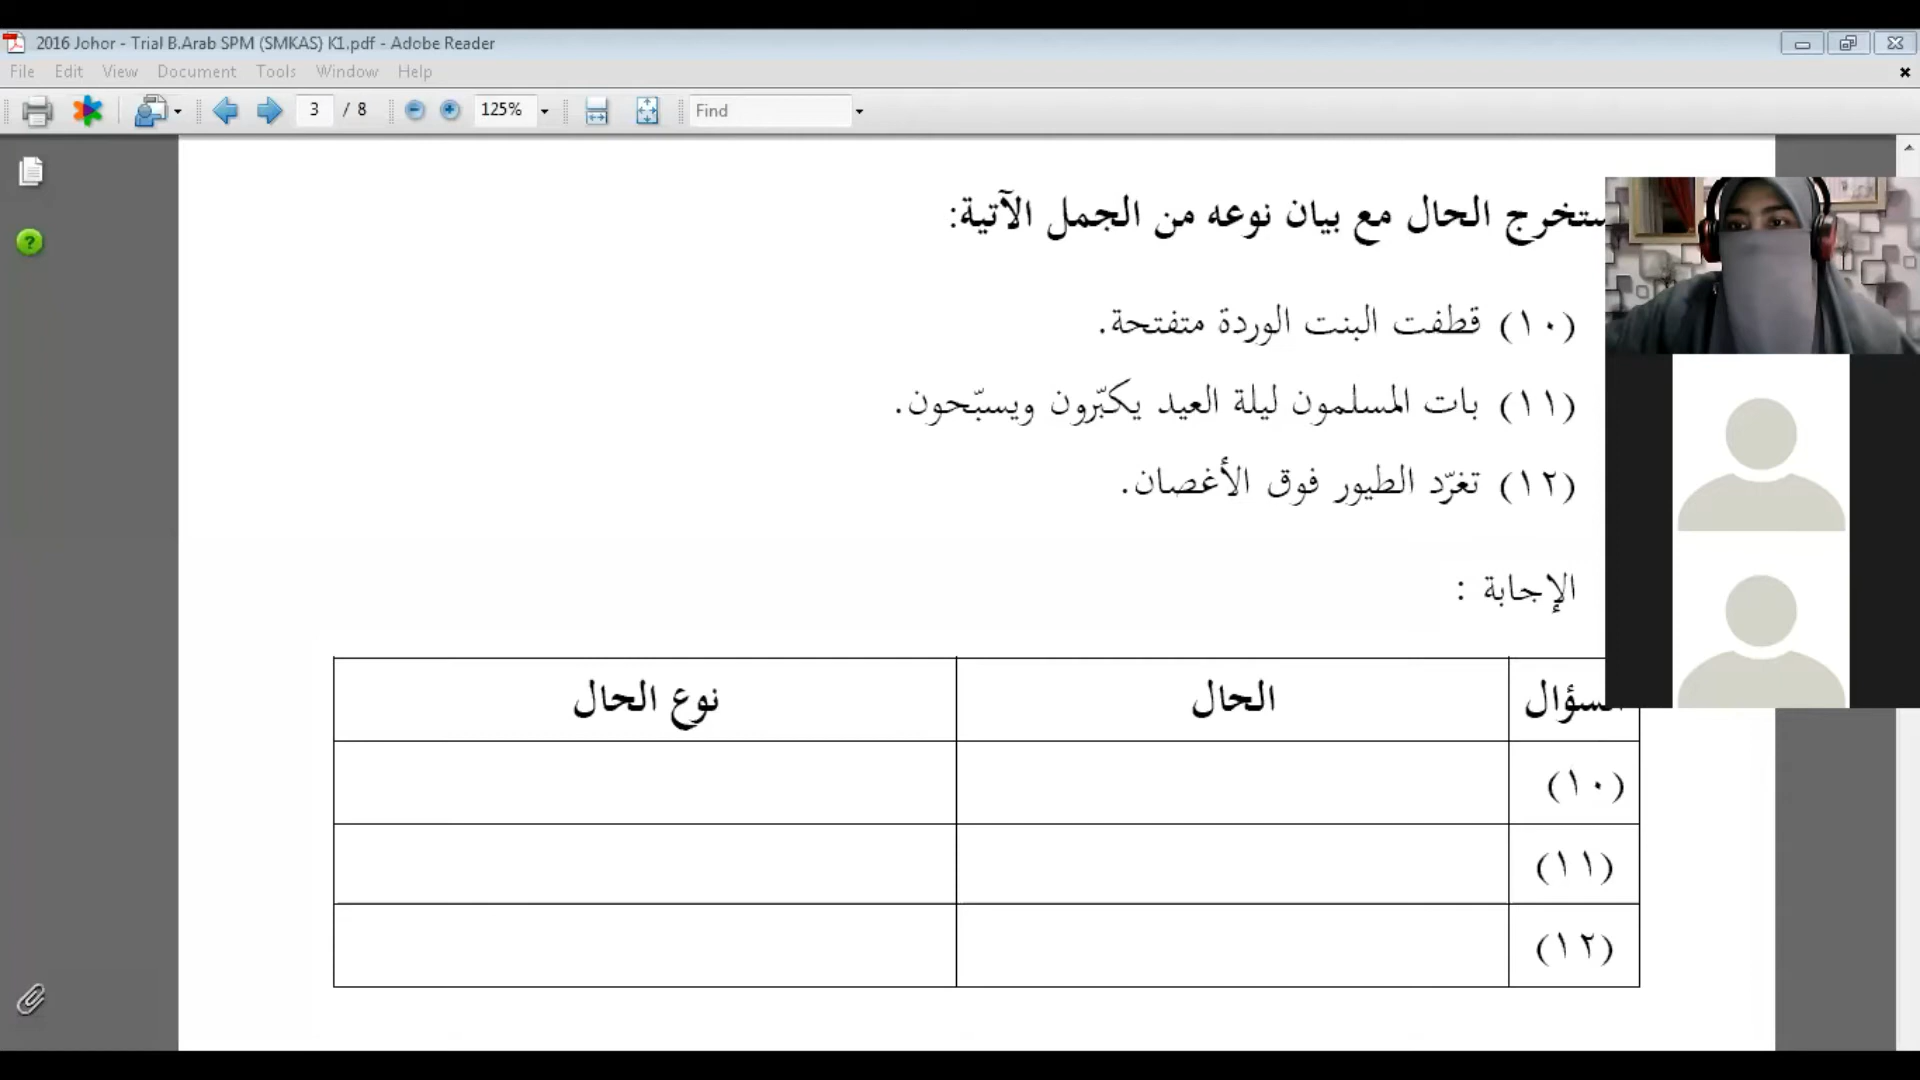 2016 Johor - Trial B.Arab SPM (SMKAS) K1.pdf - Adobe Reader
File Edit View Document Tools Window Help
3 / 8 125% Find
الحال مع بيان نوعه من الجمل الآتية:
(١٠) قطفت البنت الوردة متفتحة.
(١١) بات المسلمون ليلة العيد يكبّرون ويسبّحون.
(١٢) تغرّد الطيور فوق الأغصان.
الإجابة :
الحال نوع الحال
(١٠)
(١١)
(١٢)